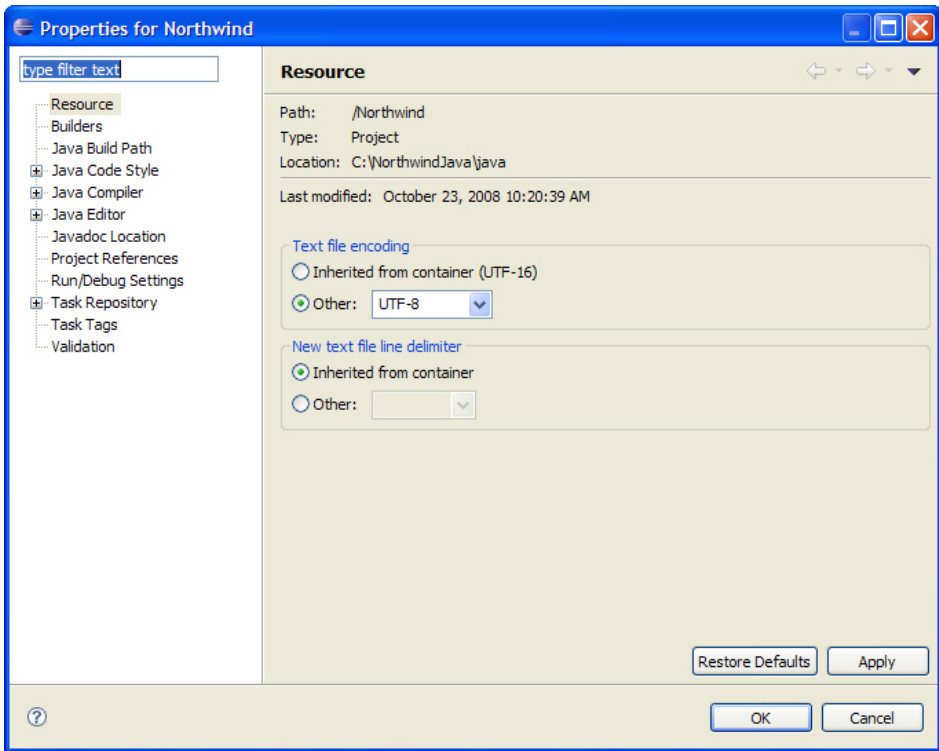 Properties for Northwind
type filter text
Resource
Builders
Java Build Path
Java Code Style
Java Compiler
Java Editor
Javadoc Location
Project References
Run/Debug Settings
Task Repository
Task Tags
Validation
Resource
Path: /Northwind
Type: Project
Location: C:\NorthwindJava\java
Last modified: October 23, 2008 10:20:39 AM
Text file encoding
Inherited from container (UTF-16)
Other: UTF-8
New text file line delimiter
Inherited from container
Other:
Restore Defaults Apply
? OK Cancel